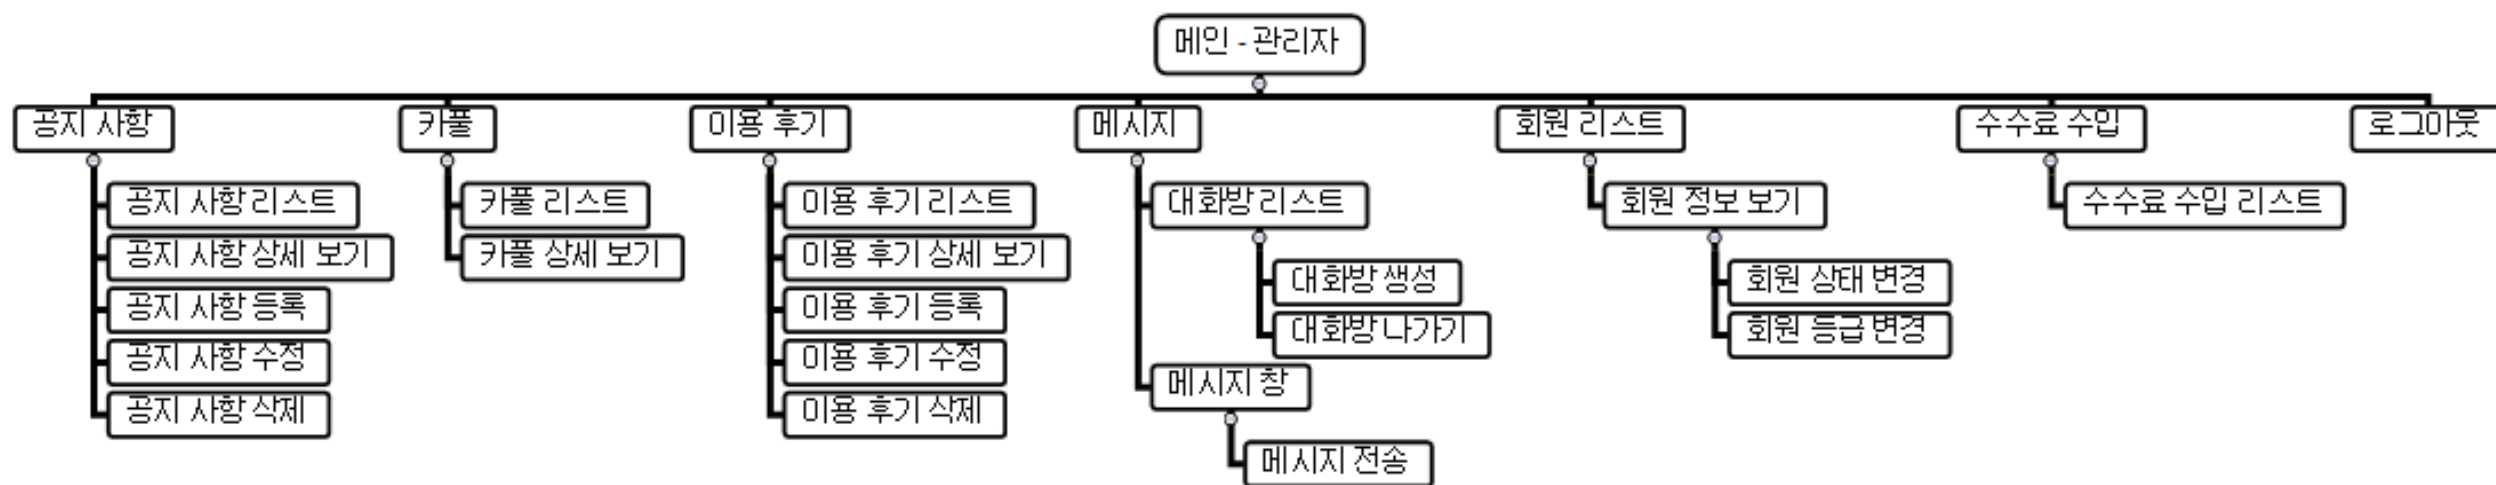 메인 - 관리자
공지 사항
카풀
이용 후기
메시지
회원 리스트
수수료 수입
로그아웃
공지 사항 리스트
공지 사항 상세 보기
공지 사항 등록
공지 사항 수정
공지 사항 삭제
카풀 리스트
카풀 상세 보기
이용 후기 리스트
이용 후기 상세 보기
이용 후기 등록
이용 후기 수정
이용 후기 삭제
대화방 리스트
대화방 생성
대화방 나가기
메시지 창
메시지 전송
회원 정보 보기
회원 상태 변경
회원 등급 변경
수수료 수입 리스트